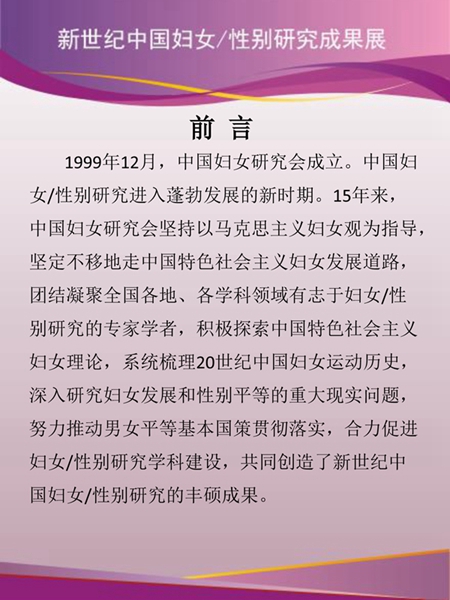 新世纪中国妇女/性别研究成果展
前 言
1999年12月，中国妇女研究会成立。中国妇
女/性别研究进入蓬勃发展的新时期。15年来，
中国妇女研究会坚持以马克思主义妇女观为指导，
坚定不移地走中国特色社会主义妇女发展道路，
团结凝聚全国各地、各学科领域有志于妇女/性
别研究的专家学者，积极探索中国特色社会主义
妇女理论，系统梳理20世纪中国妇女运动历史，
深入研究妇女发展和性别平等的重大现实问题，
努力推动男女平等基本国策贯彻落实，合力促进
妇女/性别研究学科建设，共同创造了新世纪中
国妇女/性别研究的丰硕成果。